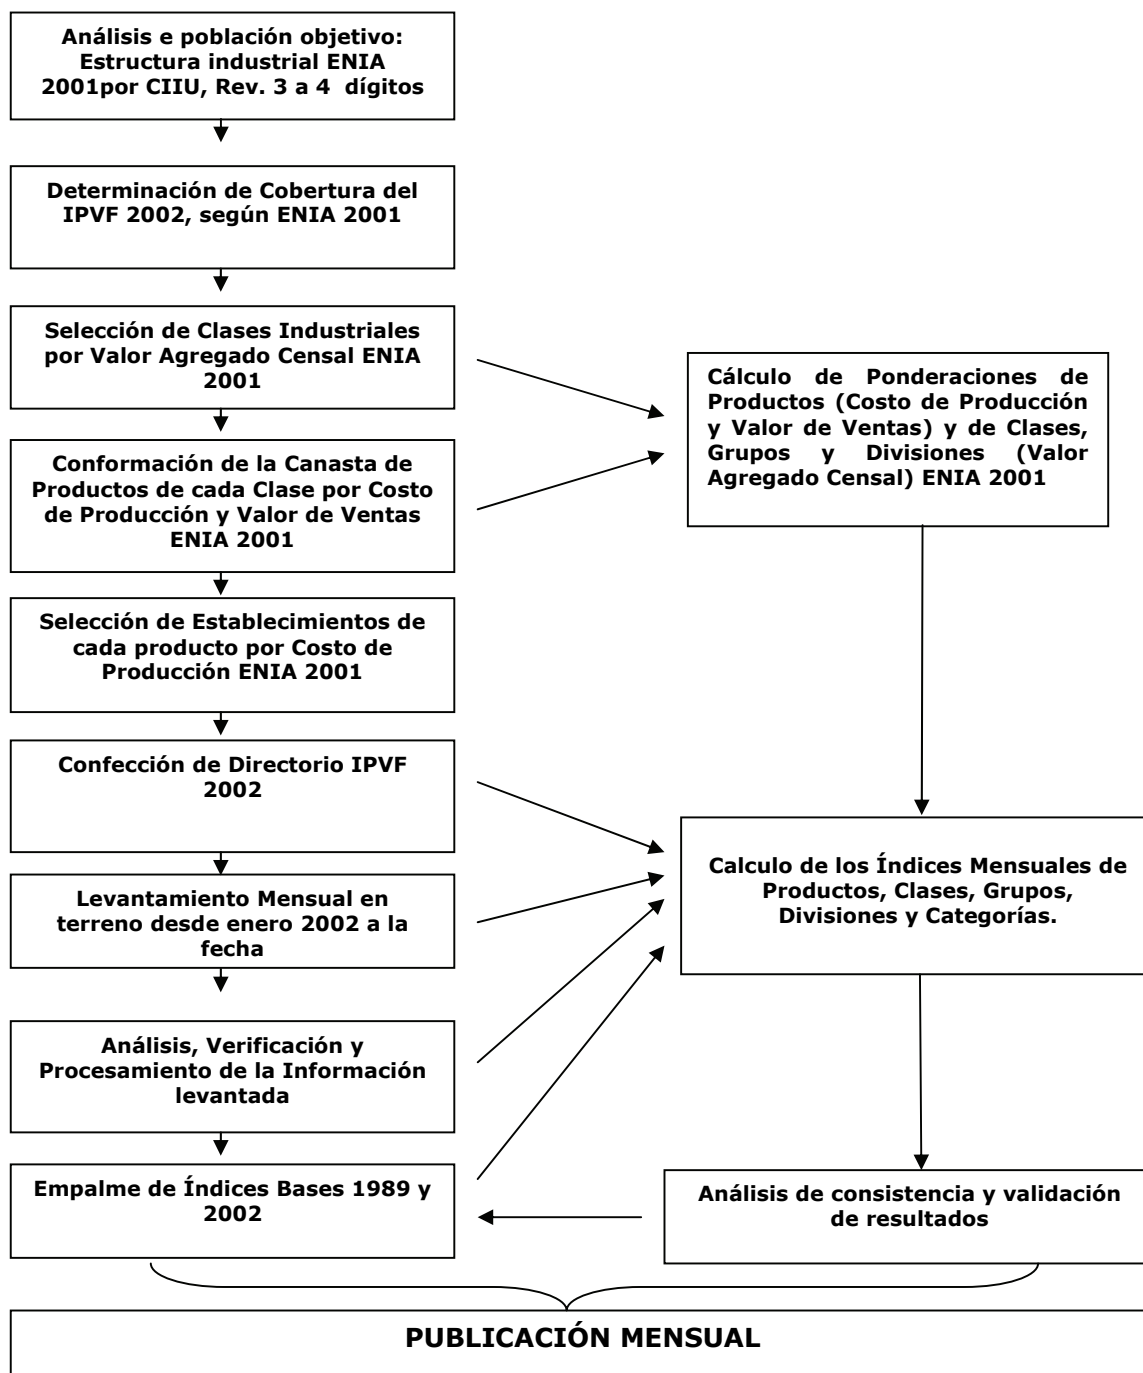 Análisis e población objetivo:
Estructura industrial ENIA
2001por CIIU, Rev. 3 a 4 dígitos
Determinación de Cobertura del
IPVF 2002, según ENIA 2001
Selección de Clases Industriales
por Valor Agregado Censal ENIA
2001
Conformación de la Canasta de
Productos de cada Clase por Costo
de Producción y Valor de Ventas
ENIA 2001
Selección de Establecimientos de
cada producto por Costo de
Producción ENIA 2001
Confección de Directorio IPVF
2002
Levantamiento Mensual en
terreno desde enero 2002 a la
fecha
Análisis, Verificación y
Procesamiento de la Información
levantada
Empalme de Índices Bases 1989 y
2002
Cálculo de Ponderaciones de
Productos (Costo de Producción
y Valor de Ventas) y de Clases,
Grupos y Divisiones (Valor
Agregado Censal) ENIA 2001
Calculo de los Índices Mensuales de
Productos, Clases, Grupos,
Divisiones y Categorías.
Análisis de consistencia y validación
de resultados
PUBLICACIÓN MENSUAL